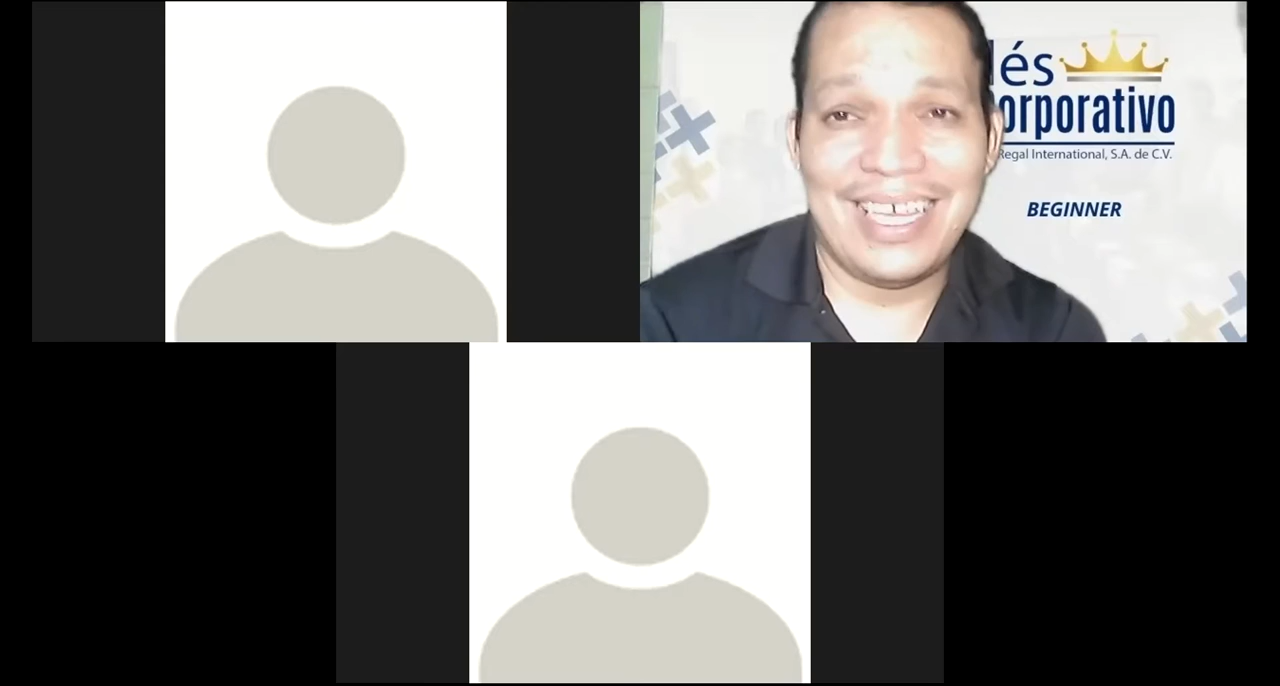 lés
orporativo
Regal International, S.A. de C.V.
BEGINNER